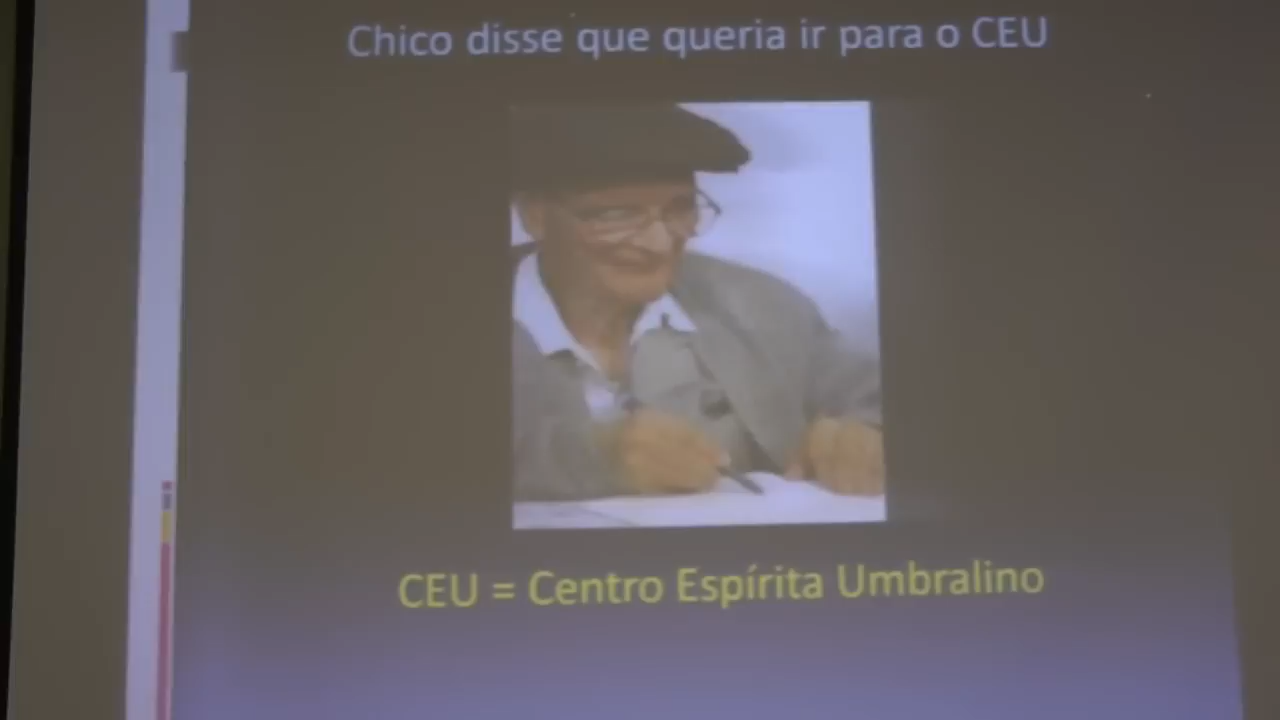 Chico disse que queria ir para o CEU
CEU = Centro Espírita Umbralino